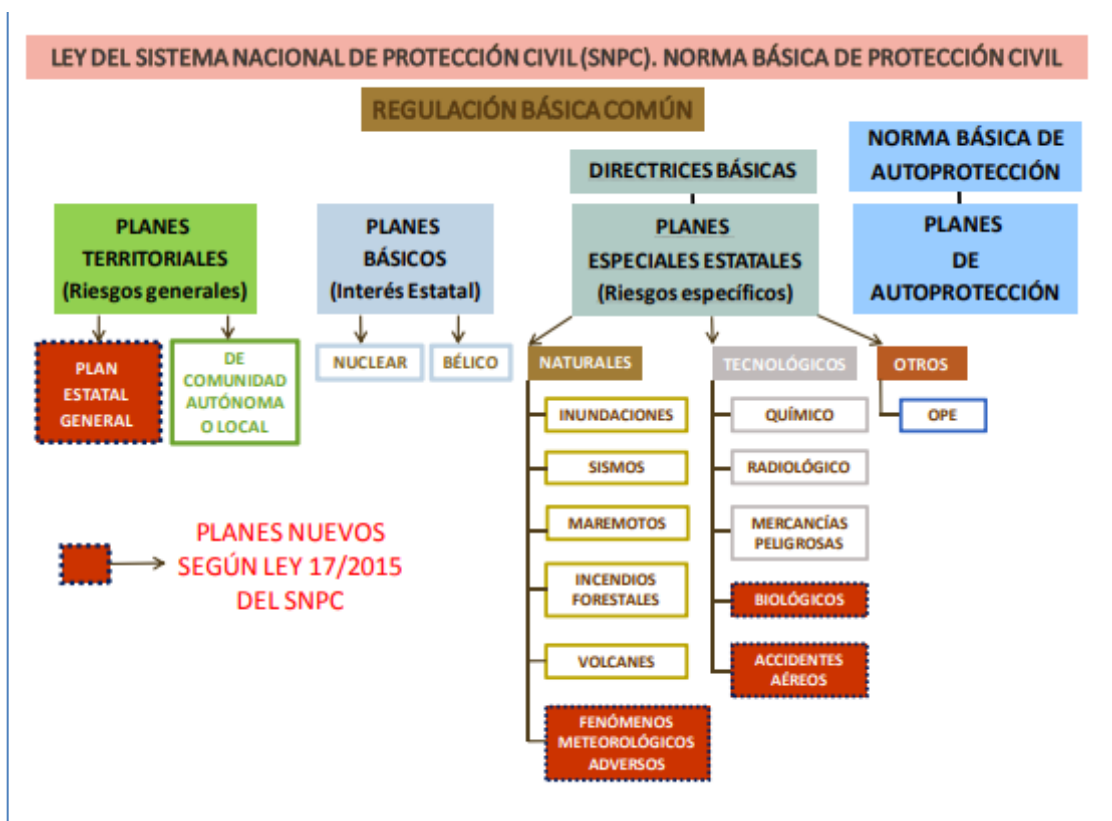 LEY DEL SISTEMA NACIONAL DE PROTECCIÓN CIVIL (SNPC). NORMA BÁSICA DE PROTECCIÓN CIVIL
REGULACIÓN BÁSICA COMÚN
NORMA BÁSICA DE
AUTOPROTECCIÓN
DIRECTRICES BÁSICAS
PLANES
TERRITORIALES
(Riesgos generales)
PLANES
BÁSICOS
(Interés Estatal)
PLANES
ESPECIALES ESTATALES
(Riesgos específicos)
PLANES
DE
AUTOPROTECCIÓN
PLAN
ESTATAL
GENERAL
DE
COMUNIDAD
AUTÓNOMA
O LOCAL
NUCLEAR
BÉLICO
NATURALES
TECNOLÓGICOS
OTROS
INUNDACIONES
SISMOS
MAREMOTOS
INCENDIOS
FORESTALES
VOLCANES
FENÓMENOS
METEOROLÓGICOS
ADVERSOS
QUÍMICO
RADIOLÓGICO
MERCANCÍAS
PELIGROSAS
BIOLÓGICOS
ACCIDENTES
AÉREOS
OPE
PLANES NUEVOS
SEGÚN LEY 17/2015
DEL SNPC